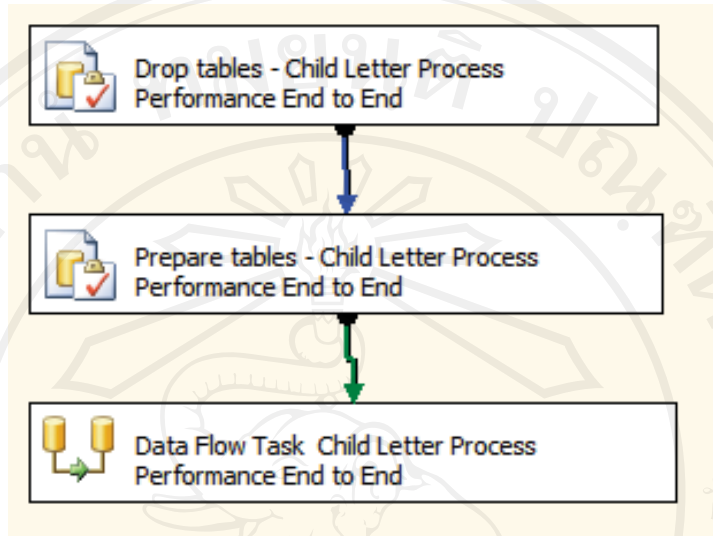 Drop tables - Child Letter Process
Performance End to End
Prepare tables - Child Letter Process
Performance End to End
Data Flow Task  Child Letter Process
Performance End to End